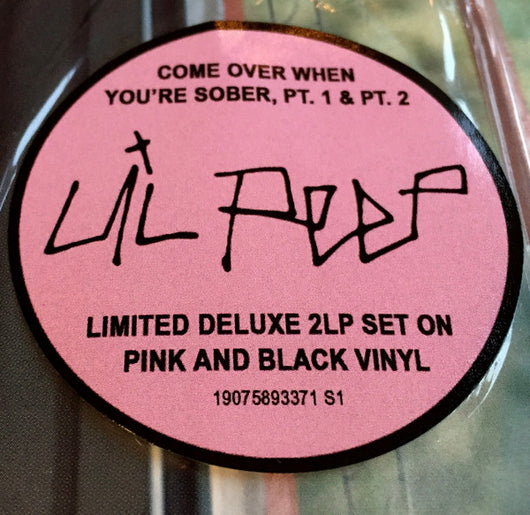 COME OVER WHEN
YOU'RE SOBER, PT. 1 & PT. 2
LiL PEEP
LIMITED DELUXE 2LP SET ON
PINK AND BLACK VINYL
19075893371 S1